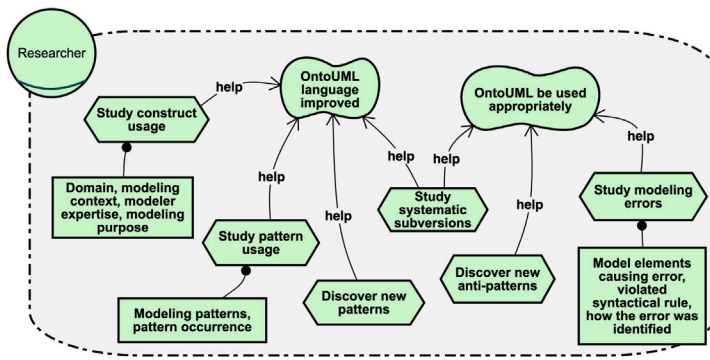 Researcher
help
OntoUML
language
improved
OntoUML be used
appropriately
Study construct
usage
help
help
help
Study modeling
errors
Domain, modeling
context, modeler
expertise, modeling
purpose
help
Study
systematic
subversions
help
help
Study pattern
usage
Discover new
anti-patterns
Model elements
causing error,
violated
syntactical rule,
how the error was
identified
Modeling patterns,
pattern occurrence
Discover new
patterns